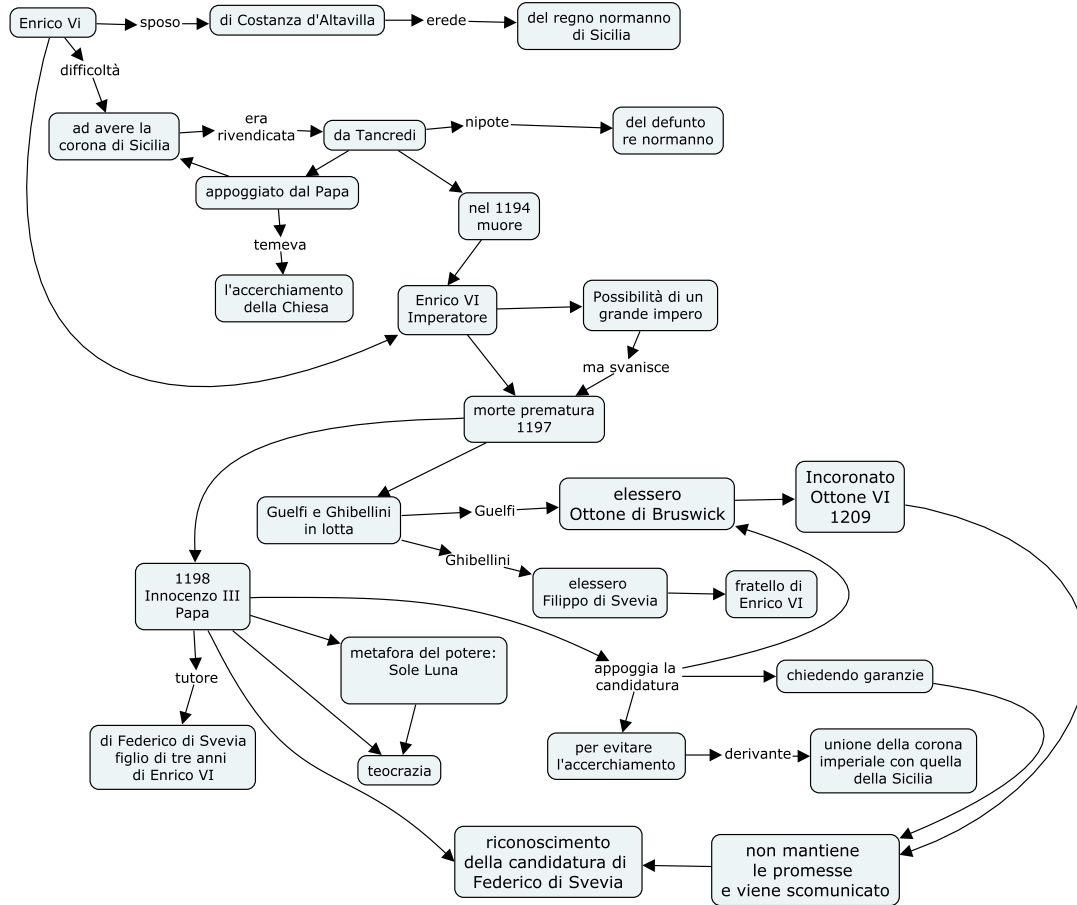 Enrico Vi
sposo
di Costanza d'Altavilla
erede
del regno normanno
di Sicilia
difficoltà
ad avere la
corona di Sicilia
era
rivendicata
da Tancredi
nipote
del defunto
re normanno
appoggiato dal Papa
nel 1194
muore
temeva
l'accerchiamento
della Chiesa
Enrico VI
Imperatore
Possibilità di un
grande impero
ma svanisce
morte prematura
1197
Guelfi e Ghibellini
in lotta
Guelfi
elessero
Ottone di Bruswick
Incoronato
Ottone VI
1209
Ghibellini
elessero
Filippo di Svevia
fratello di
Enrico VI
1198
Innocenzo III
Papa
metafora del potere:
Sole Luna
appoggia la
candidatura
chiedendo garanzie
tutore
di Federico di Svevia
figlio di tre anni
di Enrico VI
teocrazia
per evitare
l'accerchiamento
derivante
unione della corona
imperiale con quella
della Sicilia
riconoscimento
della candidatura di
Federico di Svevia
non mantiene
le promesse
e viene scomunicato